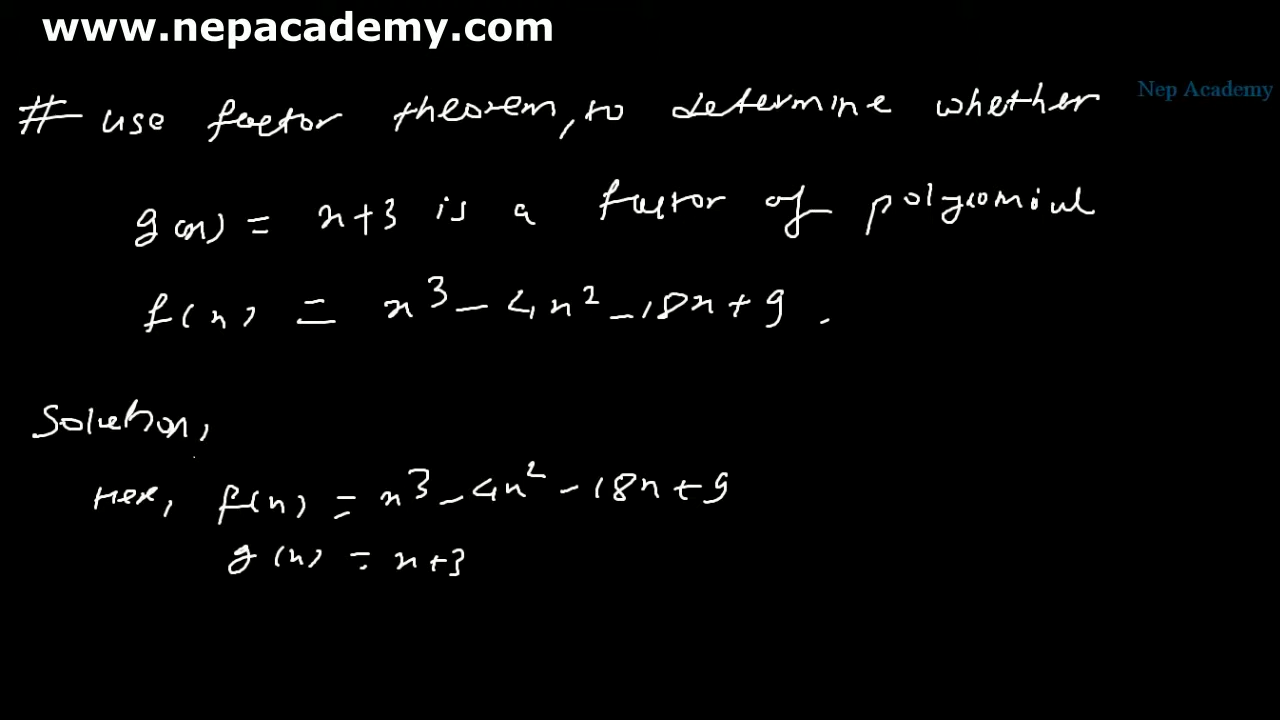 www.nepacademy.com
Nep Academy
# use factor theorem, to determine whether
g(x) = x+3 is a factor of polynomial
f(x) = x³ - 4x² - 18x + 9.
Solution,
Here, f(x) = x³ - 4x² - 18x + 9
g(x) = x+3